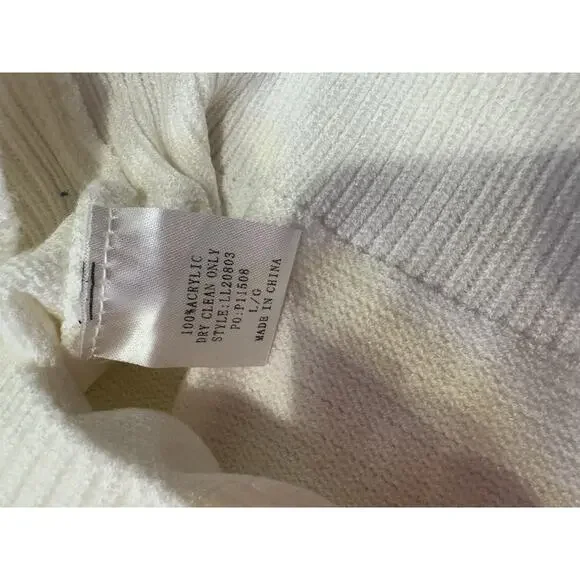 100%ACRYLIC
DRY CLEAN ONLY
STYLE:LL20803
PO:P11508
L/G
MADE IN CHINA